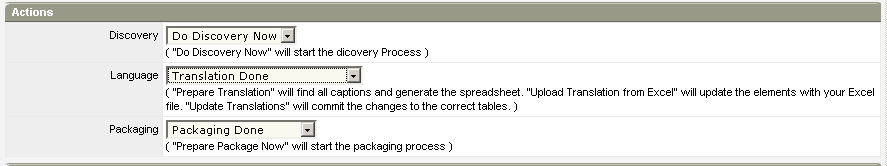 Actions
Discovery Do Discovery Now
( "Do Discovery Now" will start the dicovery Process )
Language Translation Done
( "Prepare Translation" will find all captions and generate the spreadsheet. "Upload Translation from Excel" will update the elements with your Excel
file. "Update Translations" will commit the changes to the correct tables. )
Packaging Packaging Done
( "Prepare Package Now" will start the packaging process )